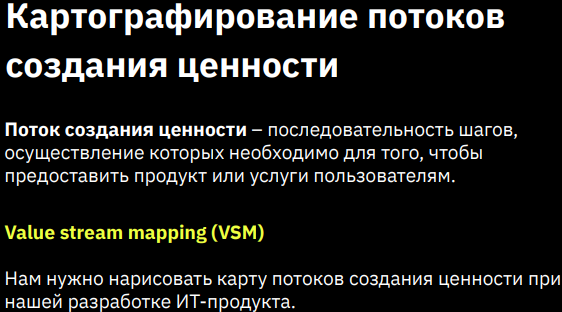 Картографирование потоков
создания ценности
Поток создания ценности – последовательность шагов,
осуществление которых необходимо для того, чтобы
предоставить продукт или услуги пользователям.
Value stream mapping (VSM)
Нам нужно нарисовать карту потоков создания ценности при
нашей разработке ИТ-продукта.